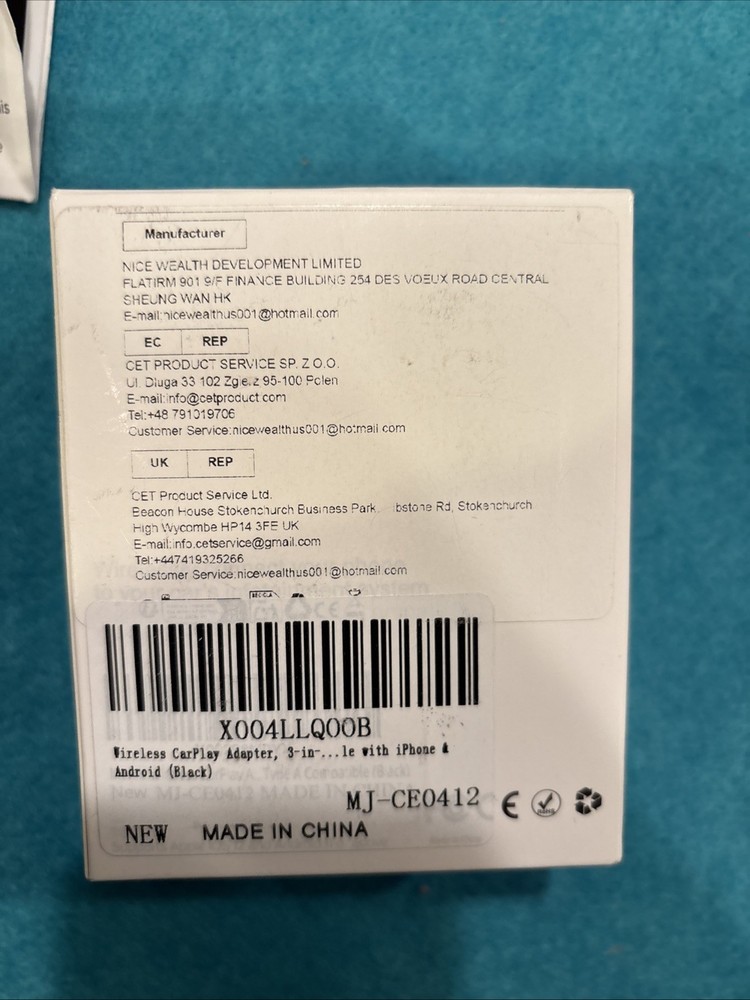 is
Manufacturer
NICE WEALTH DEVELOPMENT LIMITED
FLATIRM 901 9/F FINANCE BUILDING 254 DES VOEUX ROAD CENTRAL
SHEUNG WAN HK
E-mail:nicewealthus001@hotmail.com
EC REP
CET PRODUCT SERVICE SP. Z O.O.
Ul. Dluga 33 102 Zgierz 95-100 Polen
E-mail:info@cetproduct.com
Tel:+48 791019706
Customer Service:nicewealthus001@hotmail.com
UK REP
CET Product Service Ltd.
Beacon House Stokenchurch Business Park, Stokenchurch
High Wycombe HP14 3FE UK
E-mail:info.cetservice@gmail.com
Tel:+447419325266
Customer Service:nicewealthus001@hotmail.com
X004LLQOOB
Wireless CarPlay Adapter, 3-in-...le with iPhone &
Android (Black)
MJ-CE0412 CE
NEW MADE IN CHINA